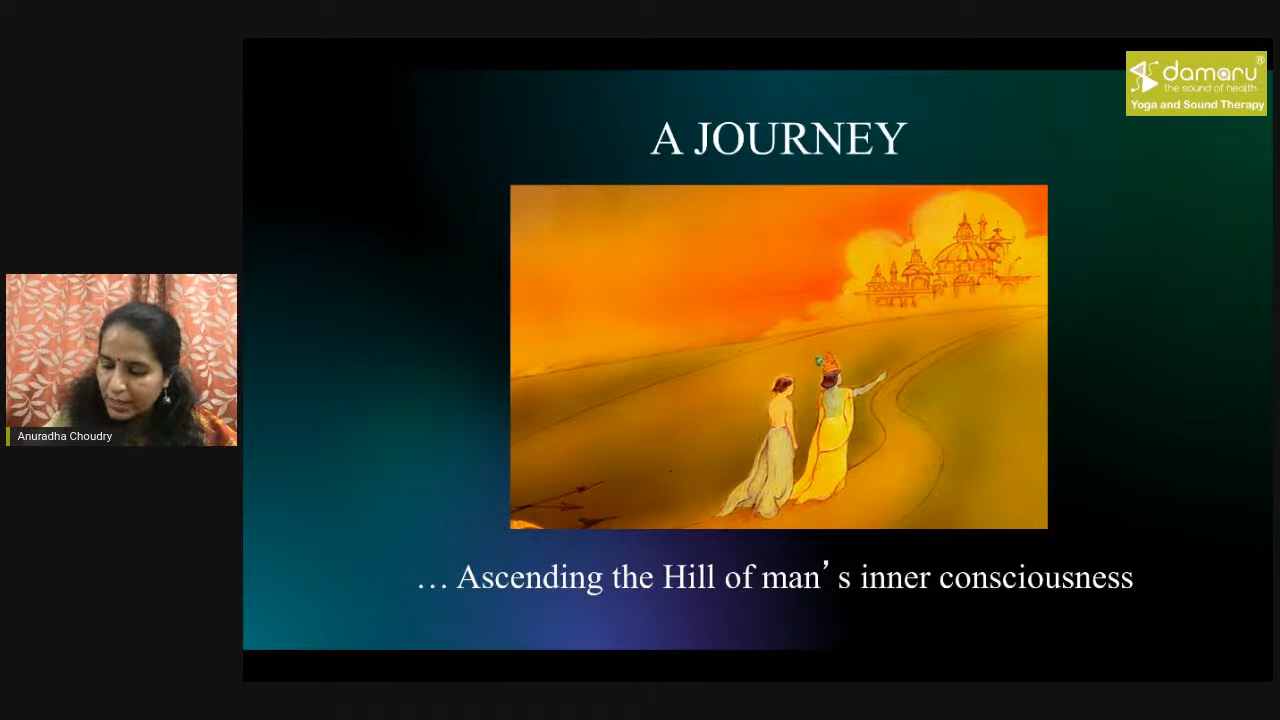 damaru®
the sound of health
Yoga and Sound Therapy
A JOURNEY
Anuradha Choudry
… Ascending the Hill of man’s inner consciousness